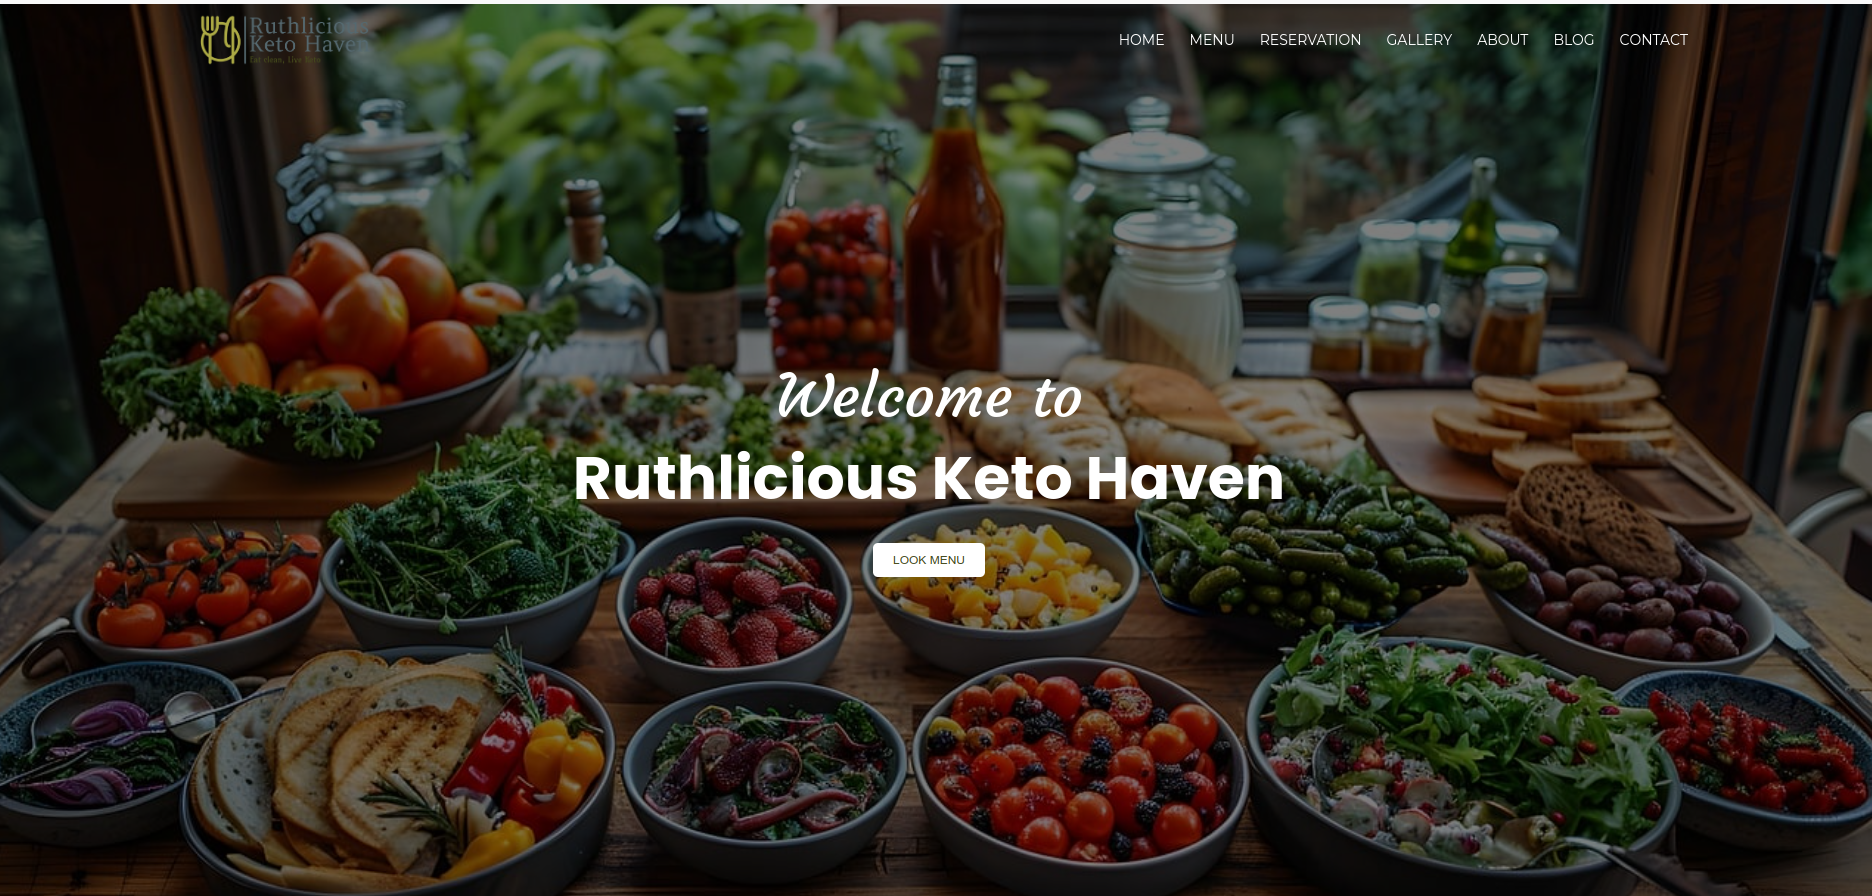 Ruthlicious
Keto Haven
Eat clean, Live Keto
HOME MENU RESERVATION GALLERY ABOUT BLOG CONTACT
Welcome to
Ruthlicious Keto Haven
LOOK MENU